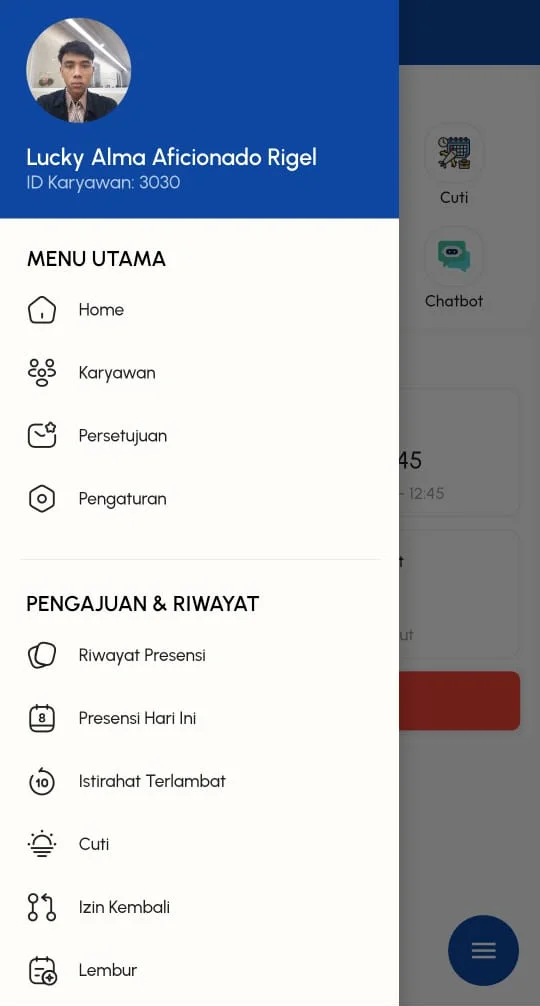 Lucky Alma Aficionado Rigel
ID Karyawan: 3030
MENU UTAMA
Home
Karyawan
Persetujuan
Pengaturan
PENGAJUAN & RIWAYAT
Riwayat Presensi
8
Presensi Hari Ini
10
Istirahat Terlambat
Cuti
Izin Kembali
Lembur
Cuti
Chatbot
45
- 12:45
t
ut